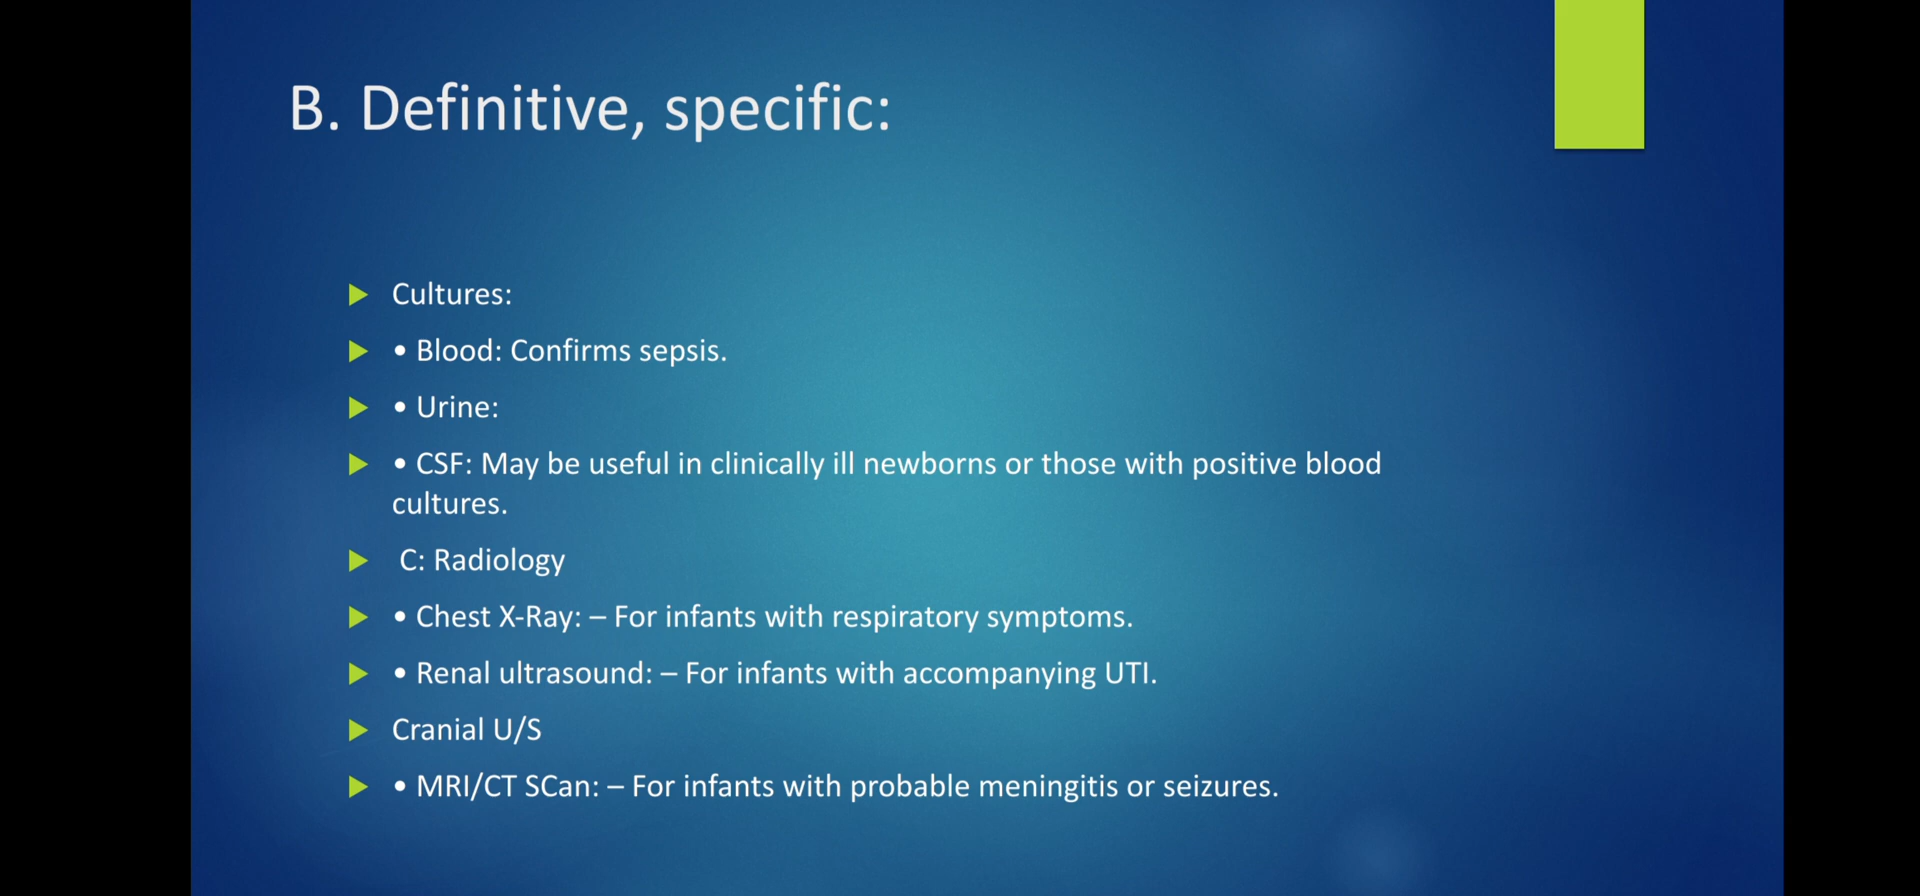 B. Definitive, specific:
Cultures:
• Blood: Confirms sepsis.
• Urine:
• CSF: May be useful in clinically ill newborns or those with positive blood
cultures.
C: Radiology
• Chest X-Ray: – For infants with respiratory symptoms.
• Renal ultrasound: – For infants with accompanying UTI.
Cranial U/S
• MRI/CT SCan: – For infants with probable meningitis or seizures.